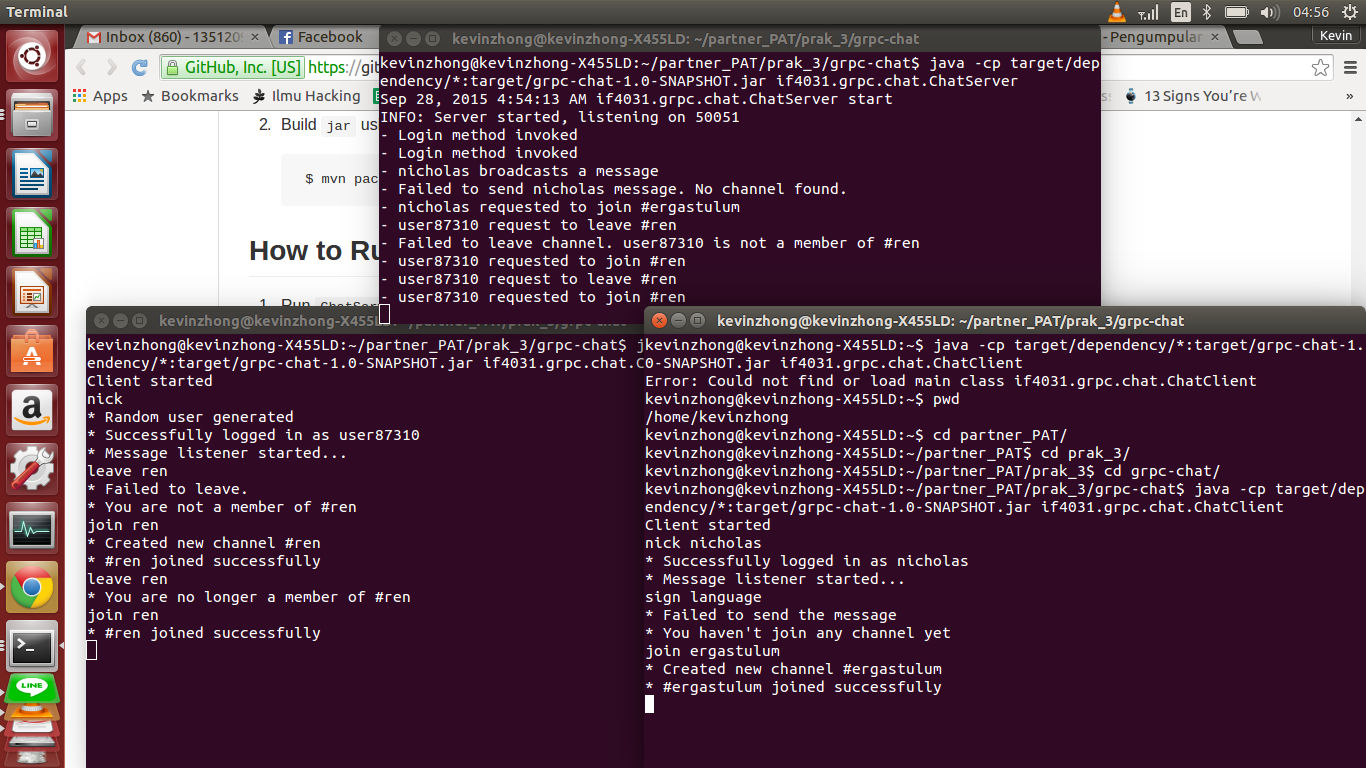 Terminal
En
04:56
Inbox (860) - 135120
Facebook
- Pengumpular
Kevin
GitHub, Inc. [US]
https://git
Apps
Bookmarks
Ilmu Hacking
13 Signs You're W
»
2. Build jar us
$ mvn pac
How to Ru
1. Run ChatServ
kevinzhong@kevinzhong-X455LD: ~/partner_PAT/prak_3/grpc-chat
kevinzhong@kevinzhong-X455LD:~/partner_PAT/prak_3/grpc-chat$ java -cp target/dep
endency/*:target/grpc-chat-1.0-SNAPSHOT.jar if4031.grpc.chat.ChatServer
Sep 28, 2015 4:54:13 AM if4031.grpc.chat.ChatServer start
INFO: Server started, listening on 50051
- Login method invoked
- Login method invoked
- nicholas broadcasts a message
- Failed to send nicholas message. No channel found.
- nicholas requested to join #ergastulum
- user87310 request to leave #ren
- Failed to leave channel. user87310 is not a member of #ren
- user87310 requested to join #ren
- user87310 request to leave #ren
- user87310 requested to join #ren
kevinzhong@kevinzhong-X455LD: ~/partner_PAT/prak_3/grpc-chat
kevinzhong@kevinzhong-X455LD:~/partner_PAT/prak_3/grpc-chat$ j
endency/*:target/grpc-chat-1.0-SNAPSHOT.jar if4031.grpc.chat.C
Client started
nick
* Random user generated
* Successfully logged in as user87310
* Message listener started...
leave ren
* Failed to leave.
* You are not a member of #ren
join ren
* Created new channel #ren
* #ren joined successfully
leave ren
* You are no longer a member of #ren
join ren
* #ren joined successfully
kevinzhong@kevinzhong-X455LD: ~/partner_PAT/prak_3/grpc-chat
kevinzhong@kevinzhong-X455LD:~$ java -cp target/dependency/*:target/grpc-chat-1.
0-SNAPSHOT.jar if4031.grpc.chat.ChatClient
Error: Could not find or load main class if4031.grpc.chat.ChatClient
kevinzhong@kevinzhong-X455LD:~$ pwd
/home/kevinzhong
kevinzhong@kevinzhong-X455LD:~$ cd partner_PAT/
kevinzhong@kevinzhong-X455LD:~/partner_PAT$ cd prak_3/
kevinzhong@kevinzhong-X455LD:~/partner_PAT/prak_3$ cd grpc-chat/
kevinzhong@kevinzhong-X455LD:~/partner_PAT/prak_3/grpc-chat$ java -cp target/dep
endency/*:target/grpc-chat-1.0-SNAPSHOT.jar if4031.grpc.chat.ChatClient
Client started
nick nicholas
* Successfully logged in as nicholas
* Message listener started...
sign language
* Failed to send the message
* You haven't join any channel yet
join ergastulum
* Created new channel #ergastulum
* #ergastulum joined successfully
LINE